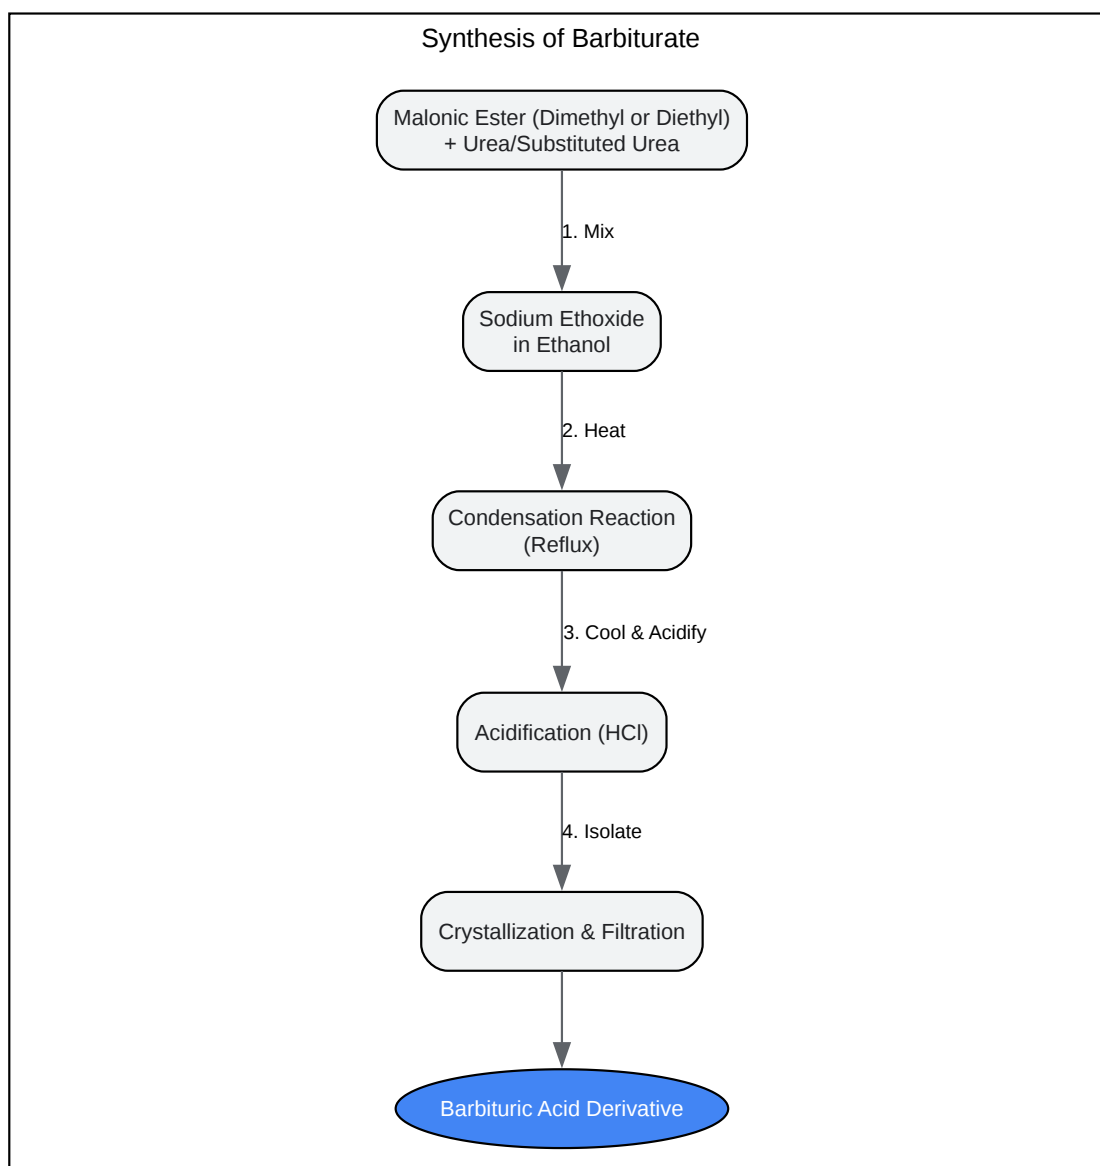 Synthesis of Barbiturate
Malonic Ester (Dimethyl or Diethyl)
+ Urea/Substituted Urea
1. Mix
Sodium Ethoxide
in Ethanol
2. Heat
Condensation Reaction
(Reflux)
3. Cool & Acidify
Acidification (HCl)
4. Isolate
Crystallization & Filtration
Barbituric Acid Derivative